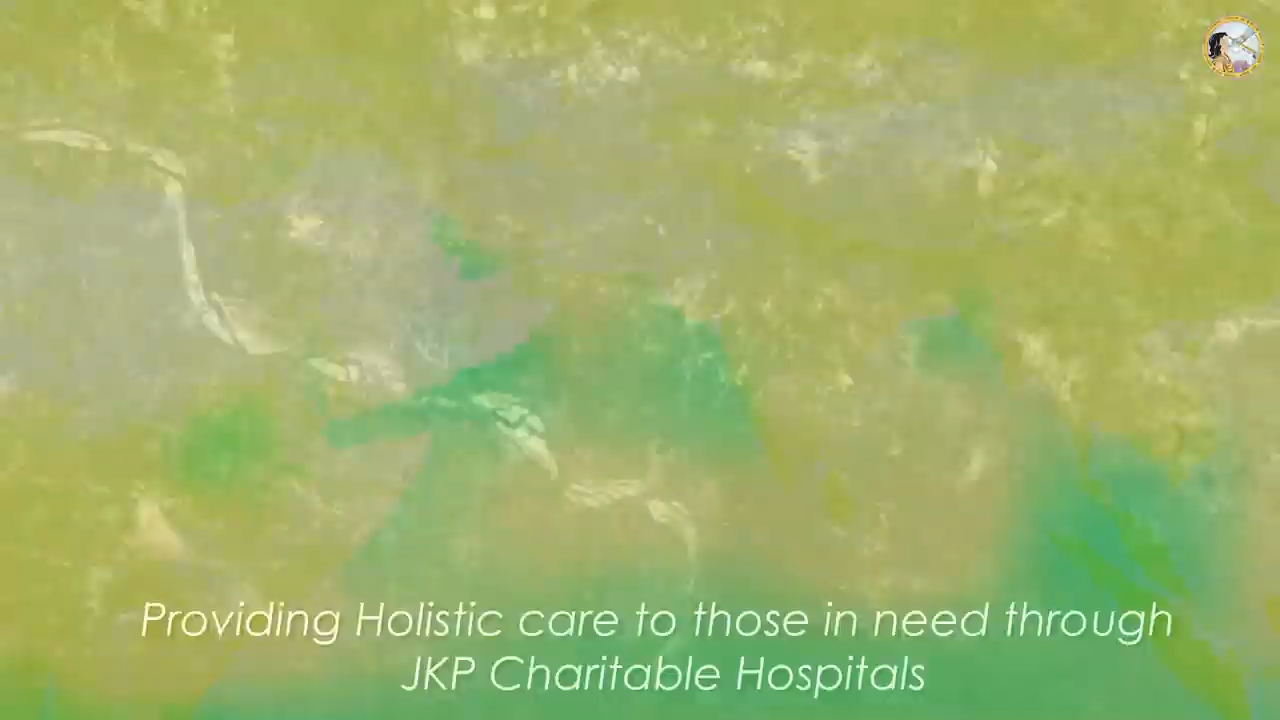 Providing Holistic care to those in need through
JKP Charitable Hospitals